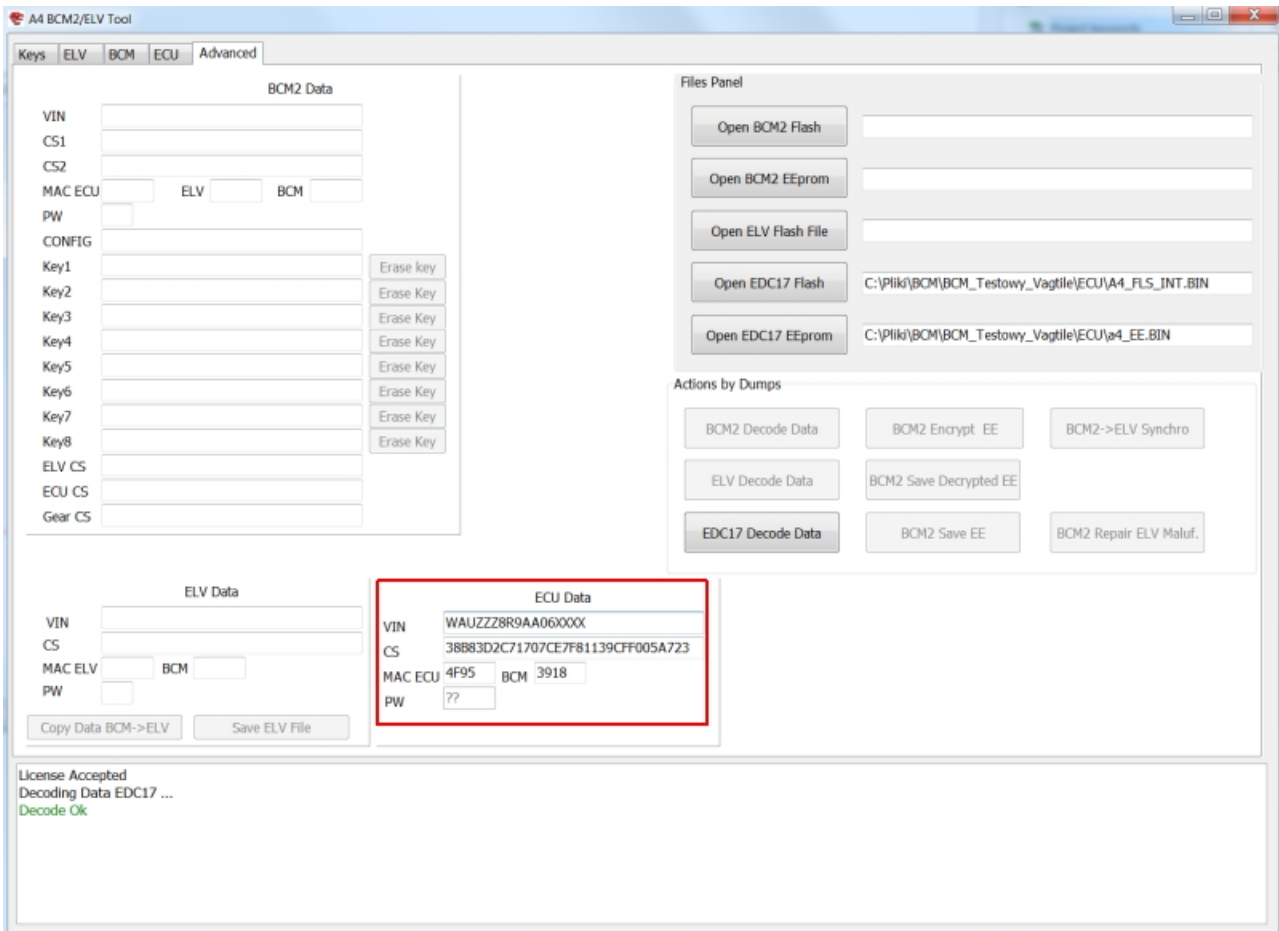 A4 BCM2/ELV Tool
Keys ELV BCM ECU Advanced
BCM2 Data
VIN
CS1
CS2
MAC ECU ELV BCM
PW
CONFIG
Key1 Erase key
Key2 Erase Key
Key3 Erase Key
Key4 Erase Key
Key5 Erase Key
Key6 Erase Key
Key7 Erase Key
Key8 Erase Key
ELV CS
ECU CS
Gear CS
Files Panel
Open BCM2 Flash
Open BCM2 EEprom
Open ELV Flash File
Open EDC17 Flash C:\Pliki\BCM\BCM_Testowy_Vagtile\ECU\A4_FLS_INT.BIN
Open EDC17 EEprom C:\Pliki\BCM\BCM_Testowy_Vagtile\ECU\a4_EE.BIN
Actions by Dumps
BCM2 Decode Data BCM2 Encrypt EE BCM2->ELV Synchro
ELV Decode Data BCM2 Save Decrypted EE
EDC17 Decode Data BCM2 Save EE BCM2 Repair ELV Maluf.
ELV Data
VIN
CS
MAC ELV BCM
PW
Copy Data BCM->ELV Save ELV File
ECU Data
VIN WAUZZZ8R9AA06XXXX
CS 38B83D2C71707CE7F81139CFF005A723
MAC ECU 4F95 BCM 3918
PW ??
License Accepted
Decoding Data EDC17 ...
Decode Ok